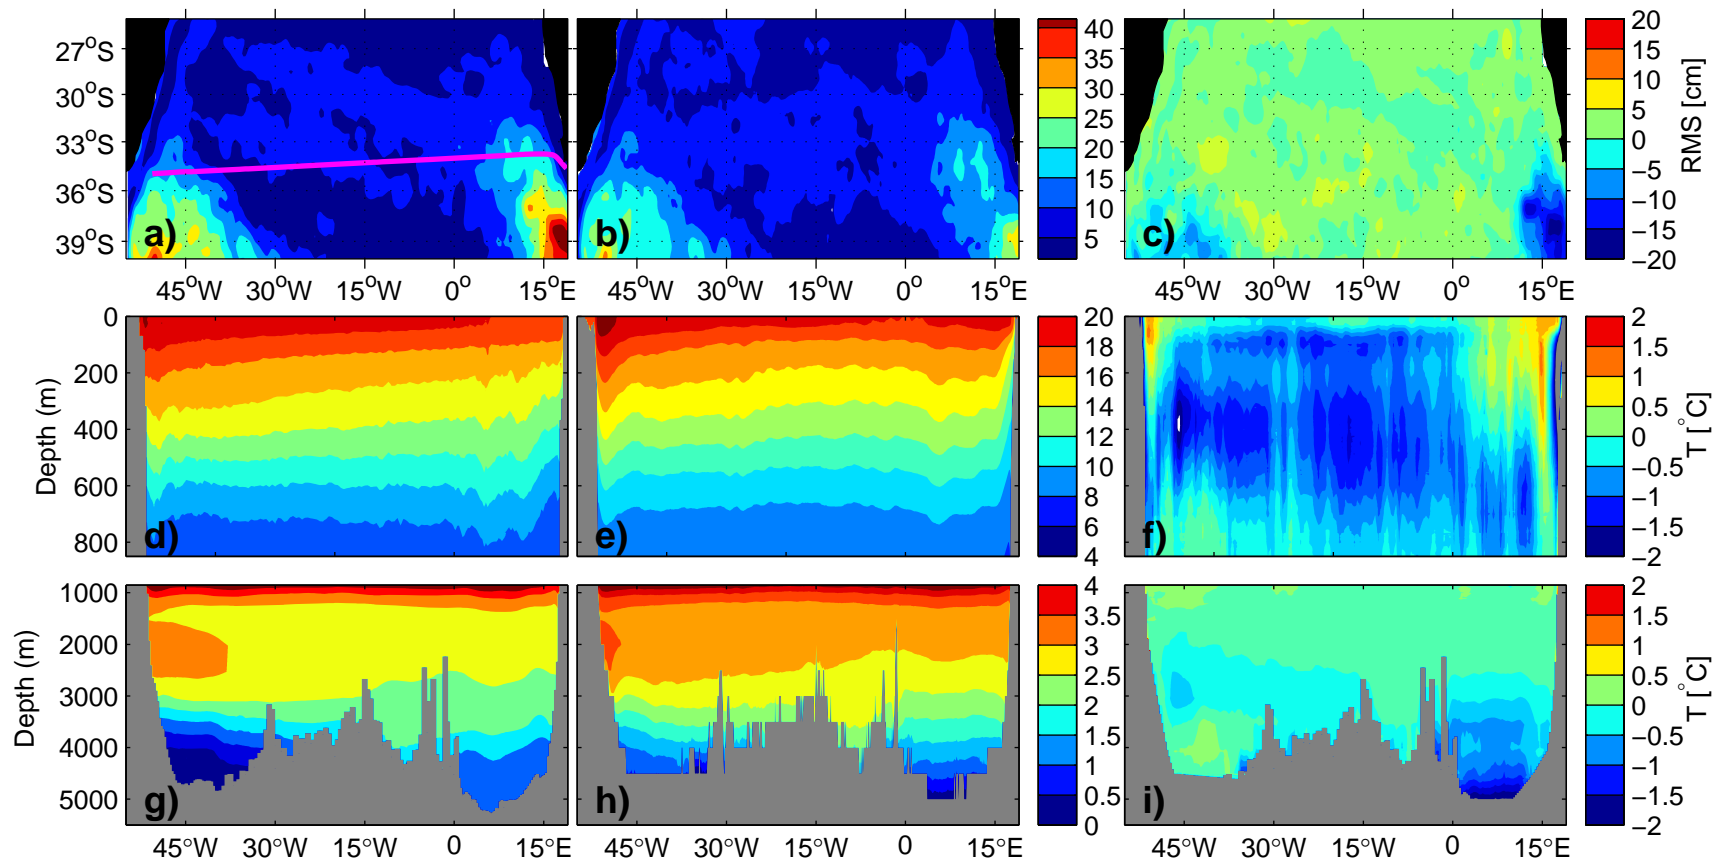 27°S
30°S
33°S
36°S
39°S
a)
b)
c)
45°W 30°W 15°W 0° 15°E
45°W 30°W 15°W 0° 15°E
45°W 30°W 15°W 0° 15°E
40
35
30
25
20
15
10
5
20
15
10
5
0
−5
−10
−15
−20
RMS [cm]
0
200
400
600
800
Depth (m)
d)
e)
f)
20
18
16
14
12
10
8
6
4
2
1.5
1
0.5
0
−0.5
−1
−1.5
−2
T [°C]
1000
2000
3000
4000
5000
Depth (m)
g)
h)
i)
45°W 30°W 15°W 0 15°E
45°W 30°W 15°W 0 15°E
45°W 30°W 15°W 0 15°E
4
3.5
3
2.5
2
1.5
1
0.5
0
2
1.5
1
0.5
0
−0.5
−1
−1.5
−2
T [°C]